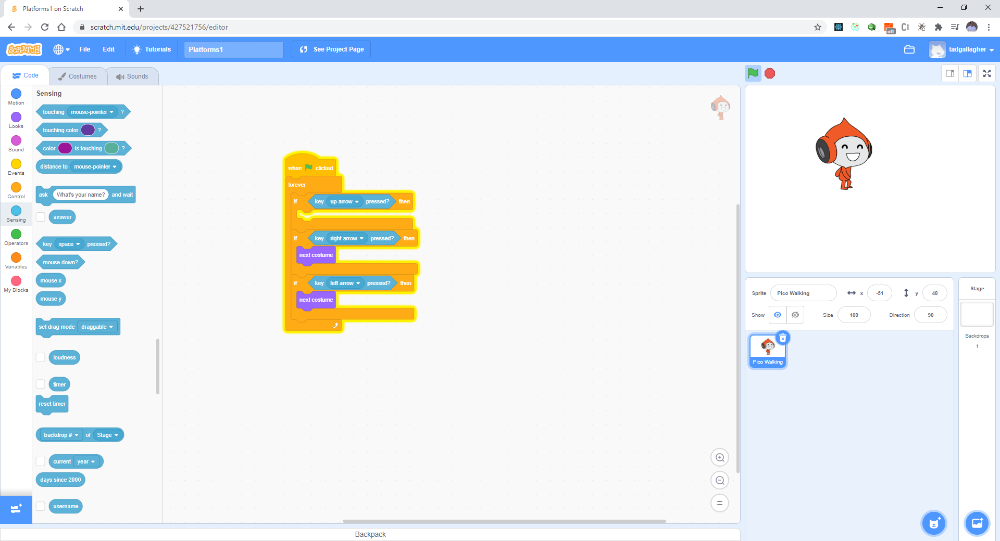 Platforms1 on Scratch
scratch.mit.edu/projects/427521756/editor
off
SCRATCH
File
Edit
Tutorials
Platforms1
See Project Page
tadgallagher
Code
Costumes
Sounds
Motion
Looks
Sound
Events
Control
Sensing
Operators
Variables
My Blocks
Sensing
touching mouse-pointer ?
touching color ?
color is touching ?
distance to mouse-pointer
ask What's your name? and wait
answer
key space pressed?
mouse down?
mouse x
mouse y
set drag mode draggable
loudness
timer
reset timer
backdrop # of Stage
current year
days since 2000
username
when clicked
forever
if key up arrow pressed? then
if key right arrow pressed? then
next costume
if key left arrow pressed? then
next costume
Backpack
Sprite Pico Walking x -51 y 48
Show Size 100 Direction 90
Pico Walking
Stage
Backdrops
1